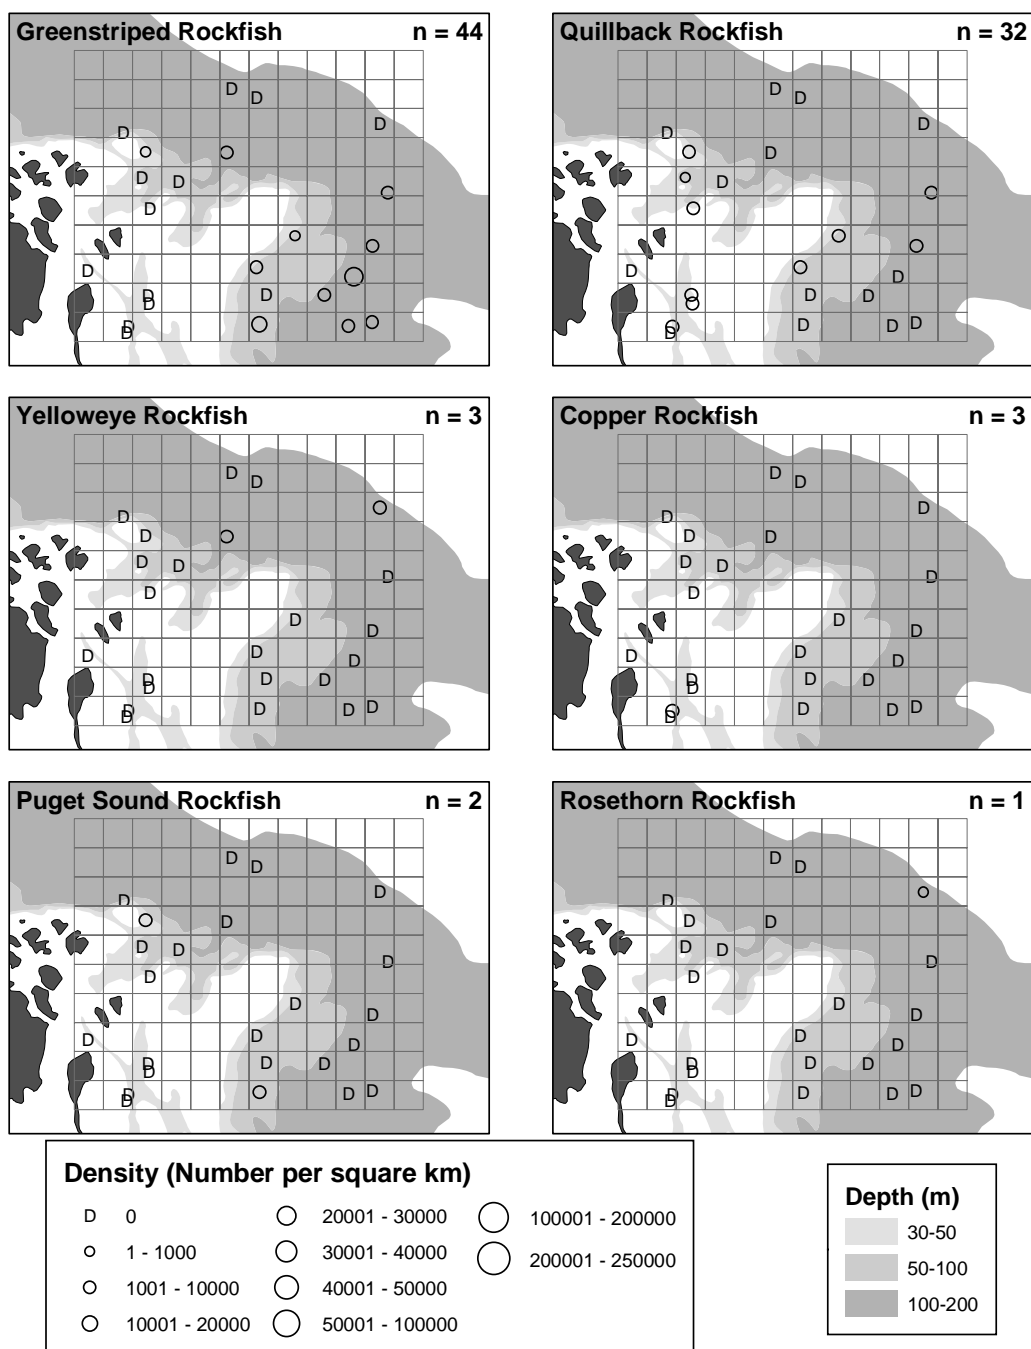 Greenstriped Rockfish n = 44
Quillback Rockfish n = 32
Yelloweye Rockfish n = 3
Copper Rockfish n = 3
Puget Sound Rockfish n = 2
Rosethorn Rockfish n = 1
Density (Number per square km)
D 0
1 - 1000
1001 - 10000
10001 - 20000
20001 - 30000
30001 - 40000
40001 - 50000
50001 - 100000
100001 - 200000
200001 - 250000
Depth (m)
30-50
50-100
100-200